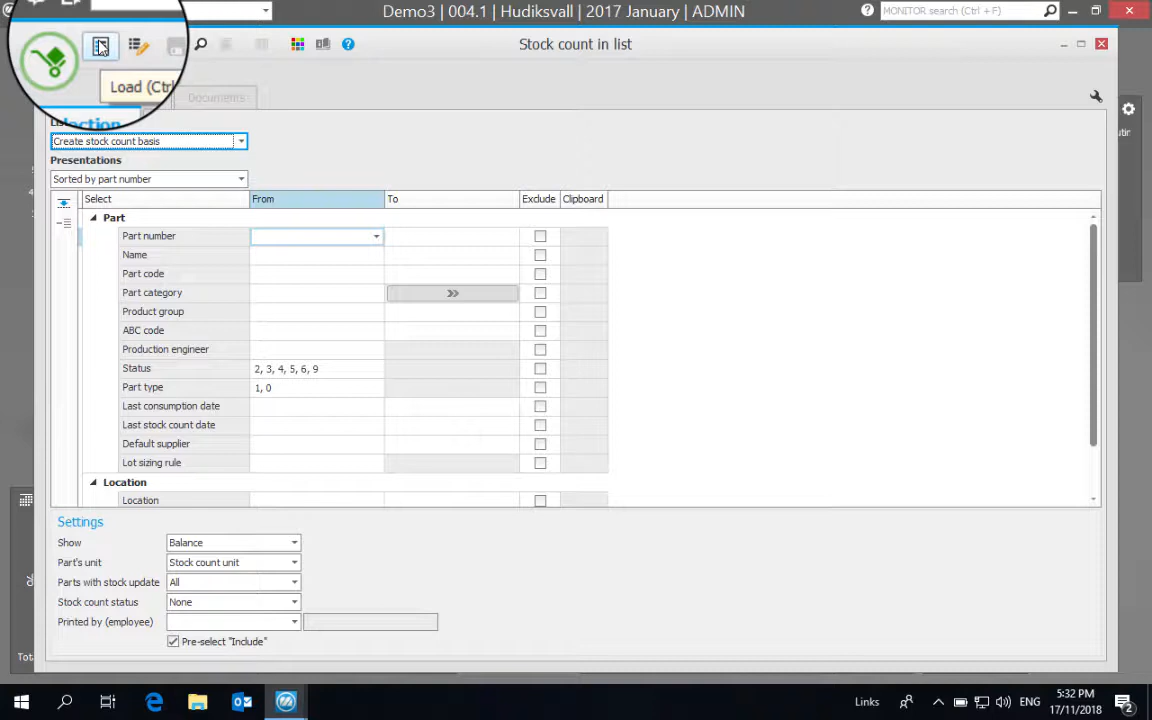 Demo3 | 004.1 | Hudiksvall | 2017 January | ADMIN
MONITOR search (Ctrl + F)
Stock count in list
Load (Ctrl
Documents
Create stock count basis
Presentations
Sorted by part number
Select From To Exclude Clipboard
Part
Part number
Name
Part code
Part category
Product group
ABC code
Production engineer
Status 2, 3, 4, 5, 6, 9
Part type 1, 0
Last consumption date
Last stock count date
Default supplier
Lot sizing rule
Location
Location
Settings
Show Balance
Part's unit Stock count unit
Parts with stock update All
Stock count status None
Printed by (employee)
Pre-select "Include"
Links ENG 5:32 PM
17/11/2018
2